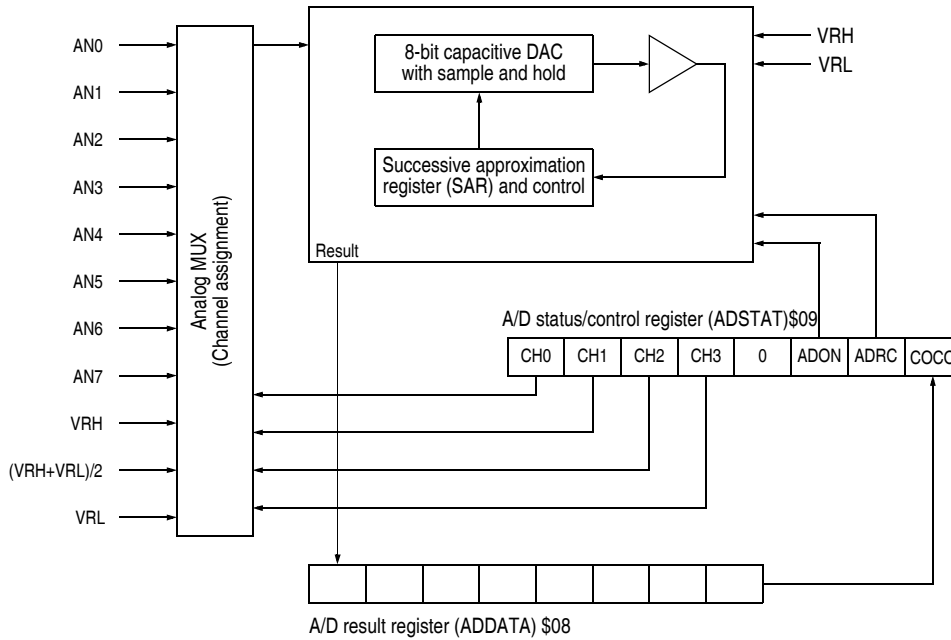 AN0
AN1
AN2
AN3
AN4
AN5
AN6
AN7
VRH
(VRH+VRL)/2
VRL
Analog MUX
(Channel assignment)
8-bit capacitive DAC
with sample and hold
Successive approximation
register (SAR) and control
Result
VRH
VRL
A/D status/control register (ADSTAT)$09
CH0 CH1 CH2 CH3 0 ADON ADRC COCO
A/D result register (ADDATA) $08